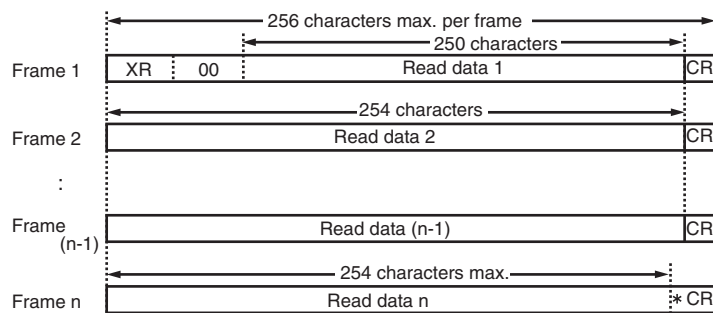 256 characters max. per frame
250 characters
Frame 1 XR 00 Read data 1 CR
254 characters
Frame 2 Read data 2 CR
:
Frame (n-1) Read data (n-1) CR
254 characters max.
Frame n Read data n * CR